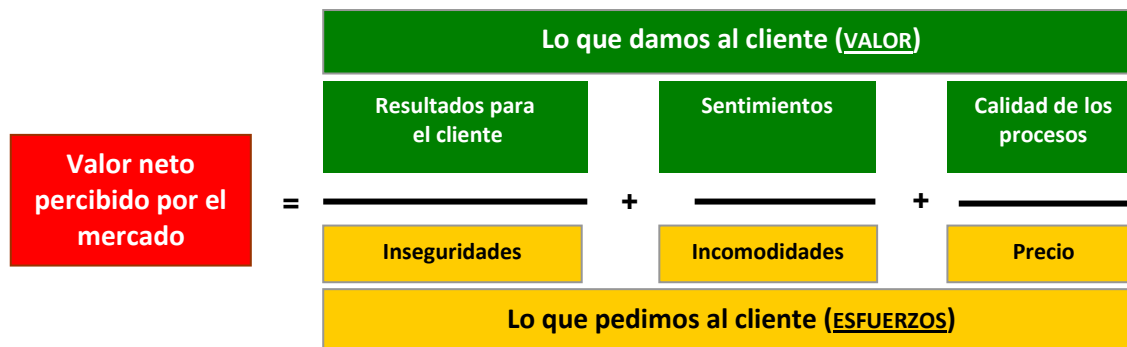 Lo que damos al cliente (VALOR)
Resultados para
el cliente
Sentimientos
Calidad de los
procesos
Valor neto
percibido por el
mercado
=
+
+
Inseguridades
Incomodidades
Precio
Lo que pedimos al cliente (ESFUERZOS)